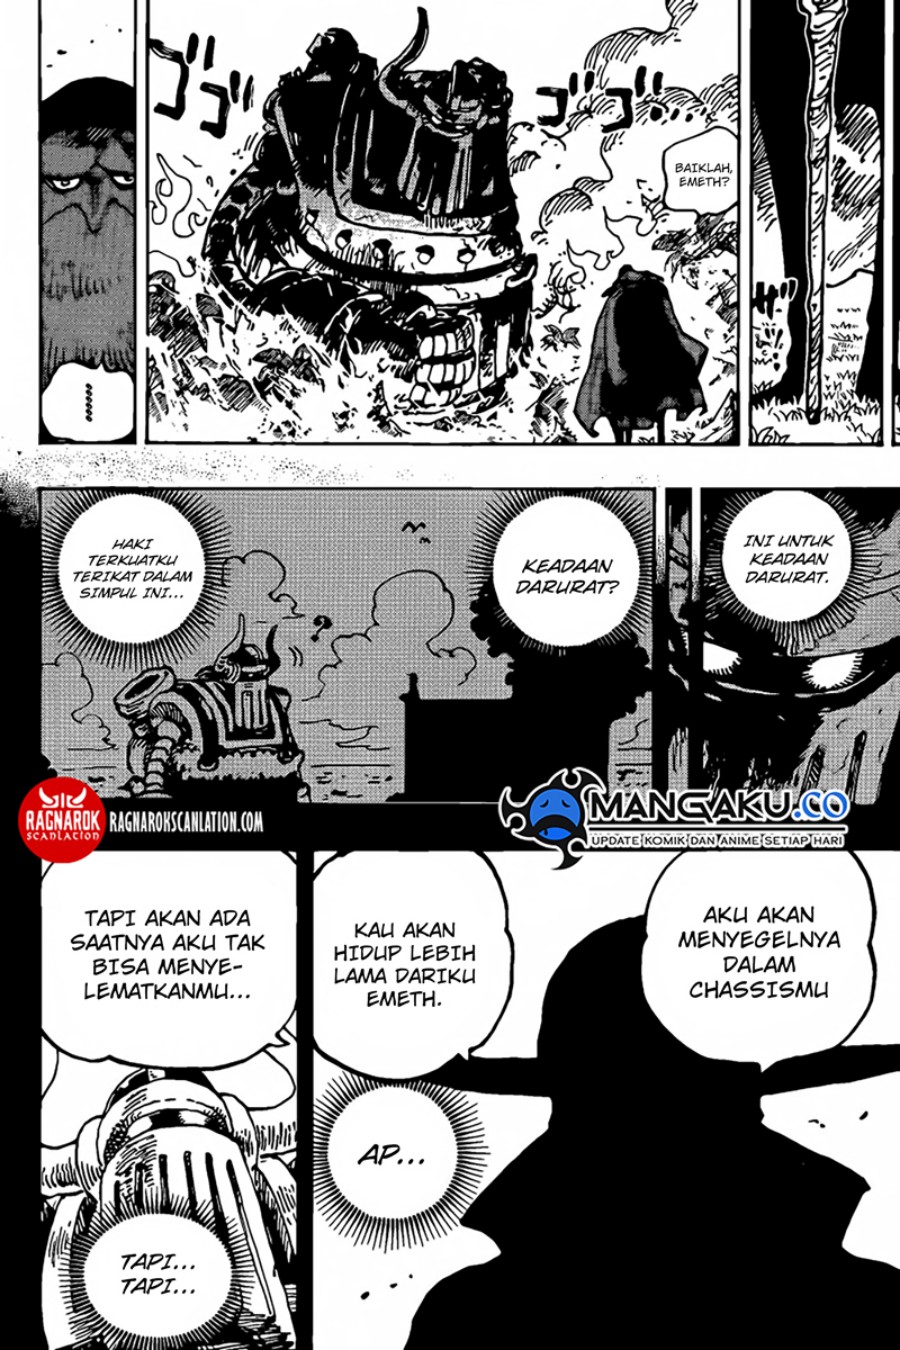 ゴゴ
ゴゴ
BAIKLAH,
EMETH?
......
INI UNTUK
KEADAAN
DARURAT.
KEADAAN
DARURAT?
HAKI
TERKUATKU
TERIKAT DALAM
SIMPUL INI...
?
RAGNAROK
SCANLATION
RAGNAROKSCANLATION.COM
MANGAKU.CO
UPDATE KOMIK DAN ANIME SETIAP HARI
AKU AKAN
MENYEGELNYA
DALAM
CHASSISMU
KAU AKAN
HIDUP LEBIH
LAMA DARIKU
EMETH.
AP...
TAPI AKAN ADA
SAATNYA AKU TAK
BISA MENYE-
LEMATKANMU...
TAPI...
TAPI...